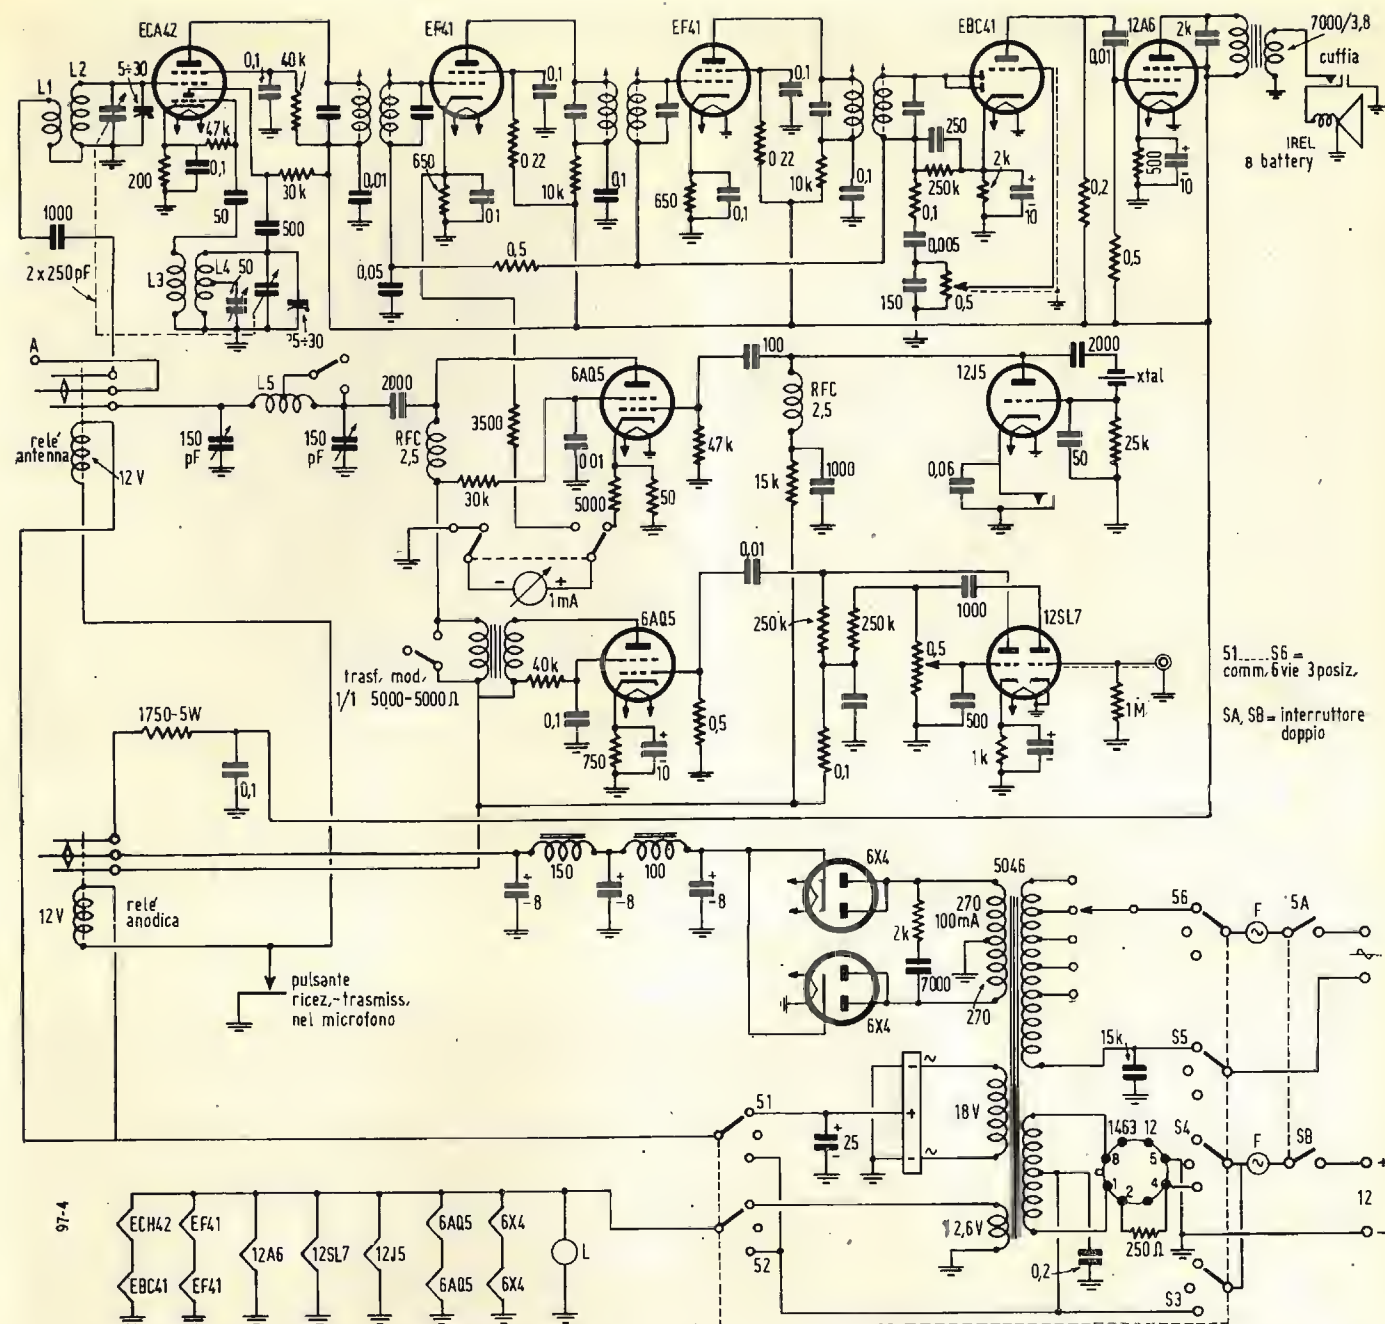 ECA42
EF41
EF41
EBC41
12A6
2k
7000/3,8
cuffia
L1
L2
5÷30
0,1
40k
0,1
0,1
0,01
IREL
8 battery
47k
200
0,1
30k
0,01
650
0,22
10k
0,1
650
0,22
10k
0,1
0,1
250
250k
2k
10
0,2
500
10
01
0,1
0,005
1000
50
500
0,5
0,5
2x250pF
L3
L4
50
0,05
150
0,5
5÷30
A
L5
2000
6AQ5
100
12J5
2000
xtal
RFC
2,5
3500
RFC
2,5
relé
antenna
12V
150
pF
150
pF
0,01
47k
15k
1000
0,06
50
25k
30k
5000
50
0,01
-
+
1mA
6AQ5
250k
250k
1000
12SL7
trasf. mod.
1/1 5000-5000Ω
40k
0,5
S1.....S6=
comm. 6 vie 3 posiz.
0,1
0,5
500
1M
SA, SB = interruttore
doppio
1750-5W
750
10
0,1
1k
0,1
150
100
8
8
8
6X4
5046
12V
relé
anodica
270
100mA
S6
F
SA
2k
7000
pulsante
ricez.-trasmiss.
nel microfono
6X4
270
15k
S5
S1
18V
1463
12
S4
F
SB
+
25
8
5
1
2
4
12
97-4
ECH42
EF41
12A6
12SL7
12J5
6AQ5
6X4
L
12,6V
250Ω
EBC41
EF41
6AQ5
6X4
S2
0,2
S3